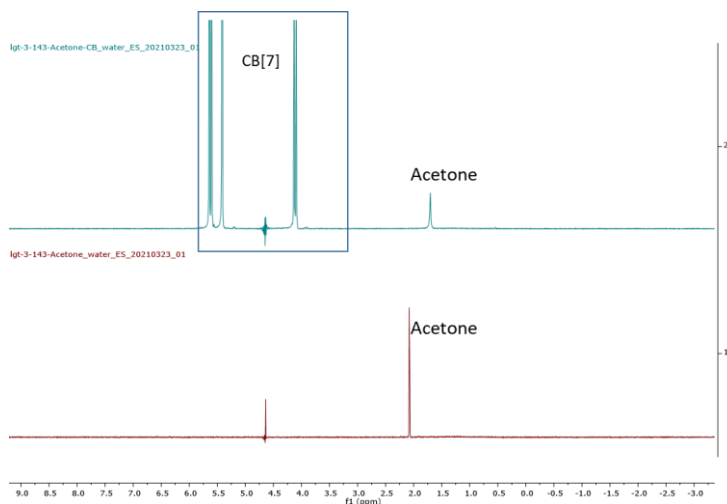 lgt-3-143-Acetone-CB_water_ES_20210323_01
CB[7]
Acetone
2
lgt-3-143-Acetone_water_ES_20210323_01
Acetone
1
9.0 8.5 8.0 7.5 7.0 6.5 6.0 5.5 5.0 4.5 4.0 3.5 3.0 2.5 2.0 1.5 1.0 0.5 0.0 -0.5 -1.0 -1.5 -2.0 -2.5 -3.0
f1 (ppm)